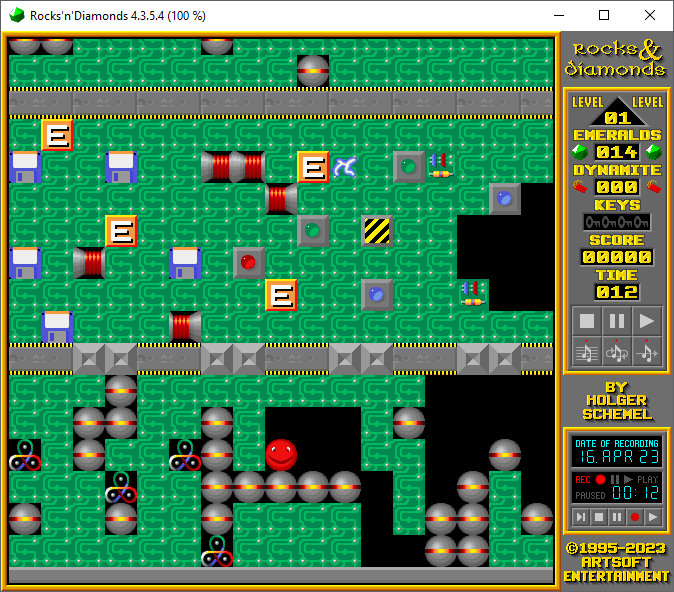 Rocks'n'Diamonds 4.3.5.4 (100 %)
Rocks
&
Diamonds
LEVEL LEVEL
01
EMERALDS
014
DYNAMITE
000
KEYS
SCORE
00000
TIME
012
E
E
E
E
BY
HOLGER
SCHEMEL
DATE OF RECORDING
16.APR 23
REC PLAY
PAUSED 00:12
©1995-2023
ARTSOFT
ENTERTAINMENT